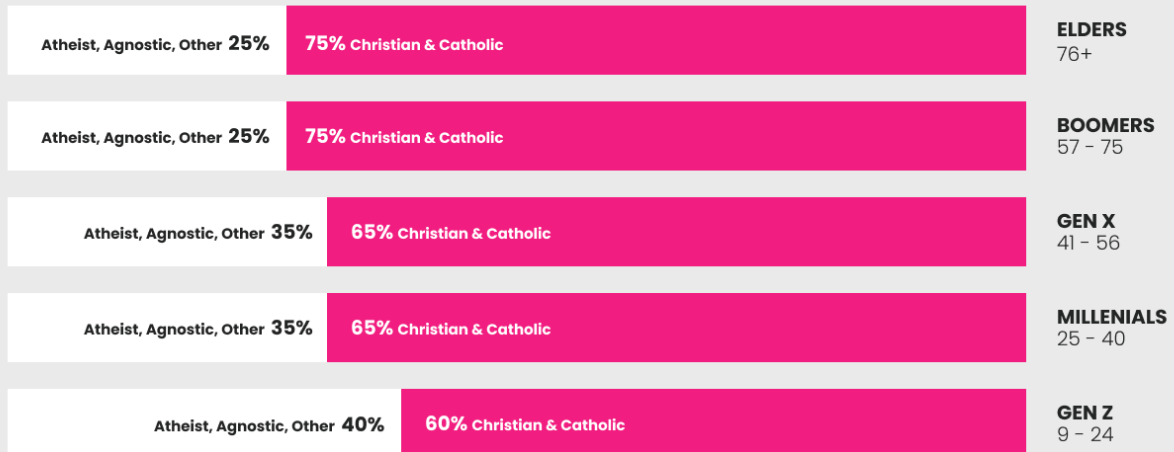 Atheist, Agnostic, Other 25% 75% Christian & Catholic
ELDERS
76+
Atheist, Agnostic, Other 25% 75% Christian & Catholic
BOOMERS
57 - 75
Atheist, Agnostic, Other 35% 65% Christian & Catholic
GEN X
41 - 56
Atheist, Agnostic, Other 35% 65% Christian & Catholic
MILLENIALS
25 - 40
Atheist, Agnostic, Other 40% 60% Christian & Catholic
GEN Z
9 - 24